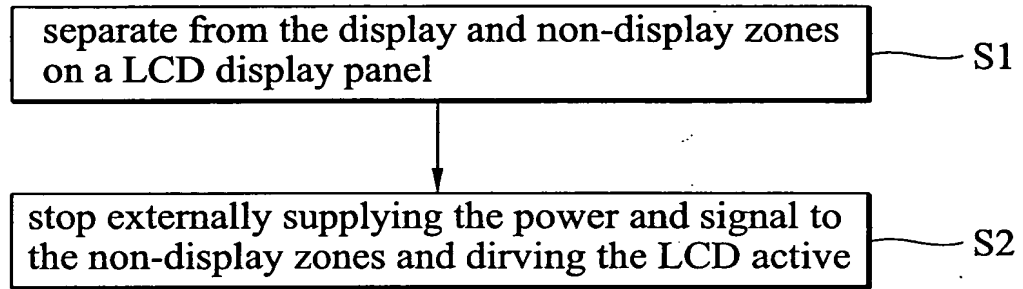 separate from the display and non-display zones
on a LCD display panel
S1
stop externally supplying the power and signal to
the non-display zones and dirving the LCD active
S2